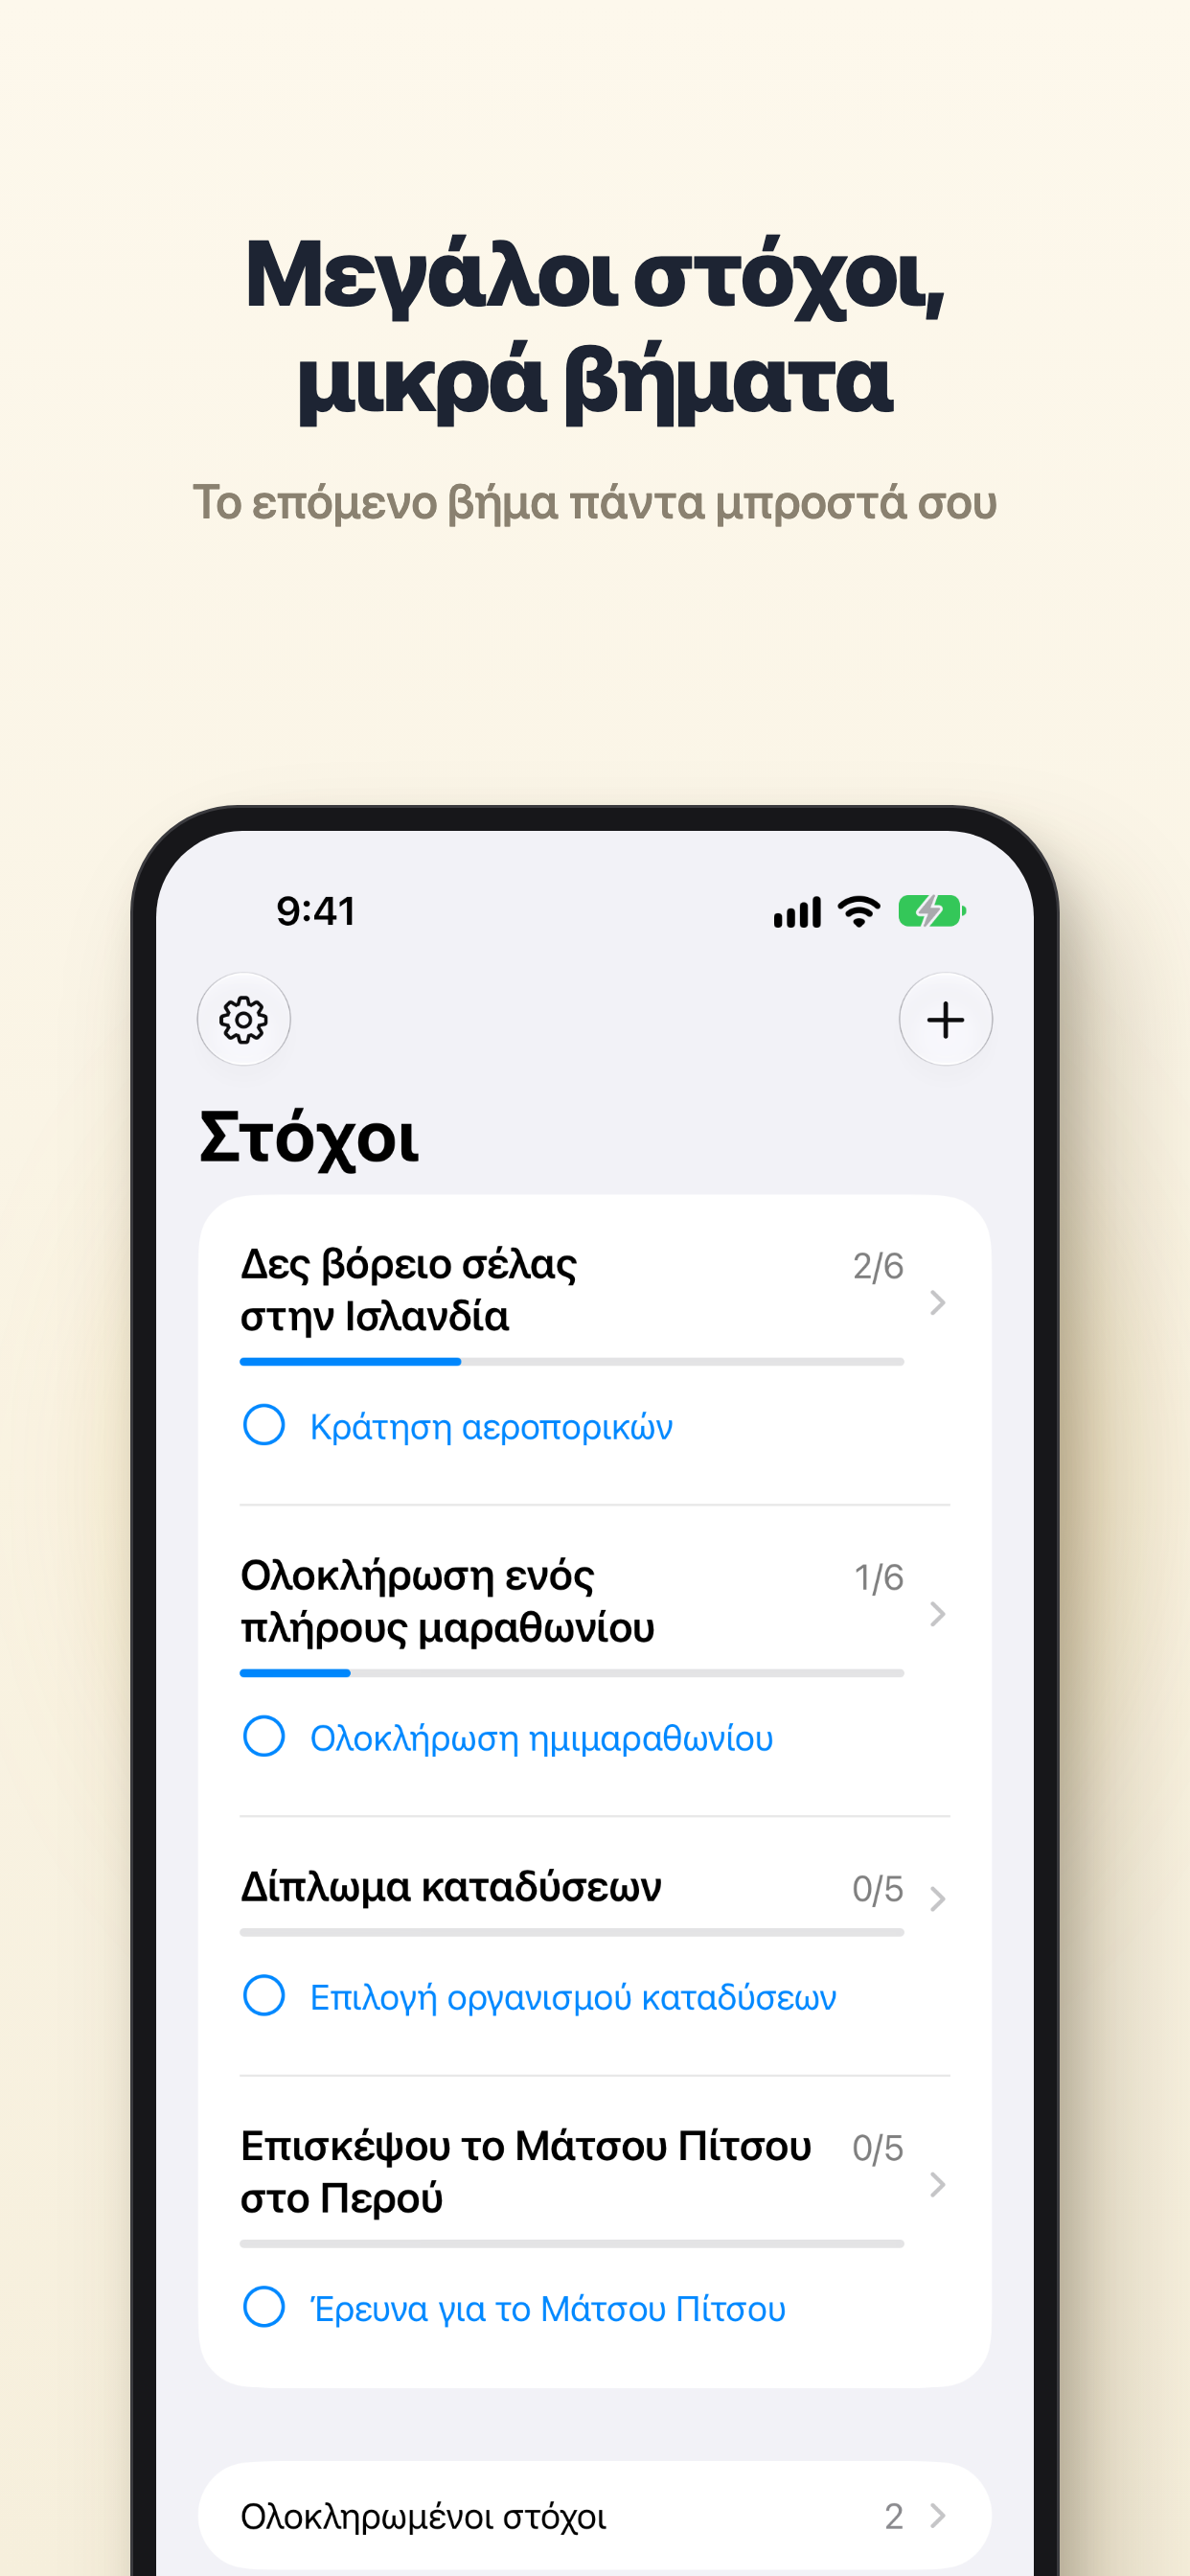 Μεγάλοι στόχοι,
μικρά βήματα
Το επόμενο βήμα πάντα μπροστά σου
9:41
Στόχοι
Δες βόρειο σέλας
στην Ισλανδία
2/6
Κράτηση αεροπορικών
Ολοκλήρωση ενός
πλήρους μαραθωνίου
1/6
Ολοκλήρωση ημιμαραθωνίου
Δίπλωμα καταδύσεων
0/5
Επιλογή οργανισμού καταδύσεων
Επισκέψου το Μάτσου Πίτσου
στο Περού
0/5
Έρευνα για το Μάτσου Πίτσου
Ολοκληρωμένοι στόχοι
2